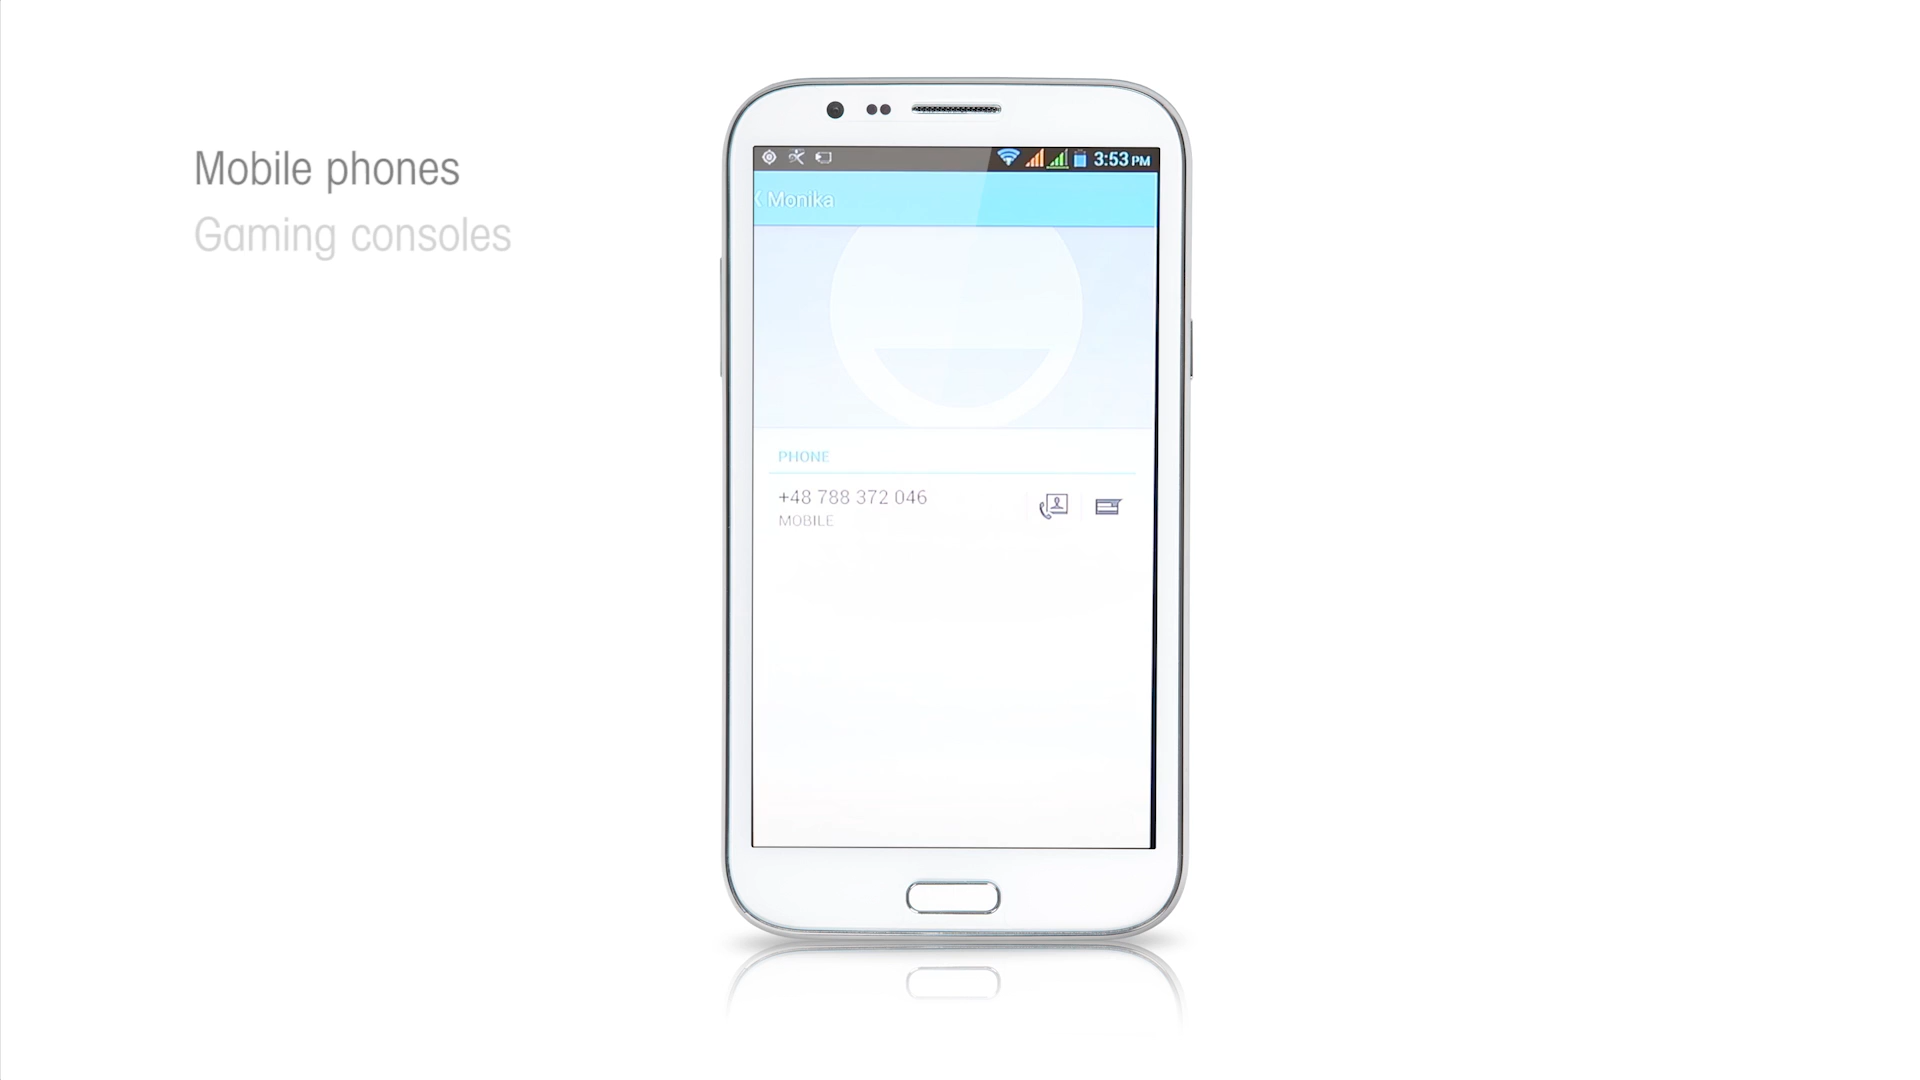 Mobile phones
Gaming consoles
3:53 PM
Monika
PHONE
+48 788 372 046
MOBILE